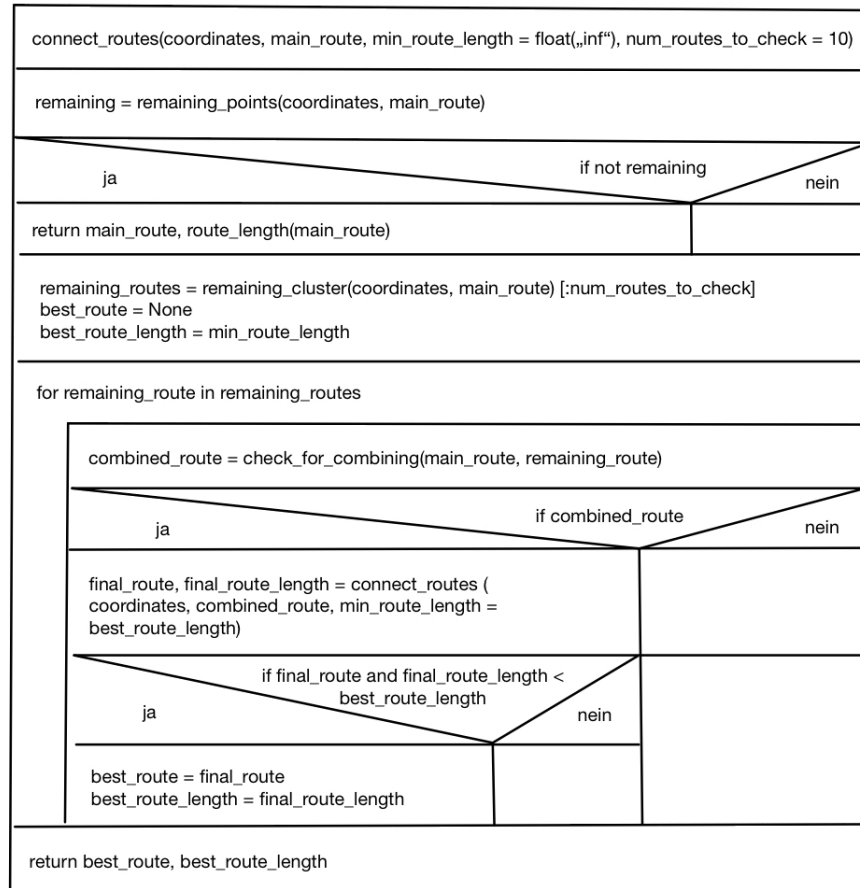 connect_routes(coordinates, main_route, min_route_length = float(„inf“), num_routes_to_check = 10)
remaining = remaining_points(coordinates, main_route)
if not remaining
ja
nein
return main_route, route_length(main_route)
remaining_routes = remaining_cluster(coordinates, main_route) [:num_routes_to_check]
best_route = None
best_route_length = min_route_length
for remaining_route in remaining_routes
combined_route = check_for_combining(main_route, remaining_route)
if combined_route
ja
nein
final_route, final_route_length = connect_routes (
coordinates, combined_route, min_route_length =
best_route_length)
if final_route and final_route_length <
best_route_length
ja
nein
best_route = final_route
best_route_length = final_route_length
return best_route, best_route_length